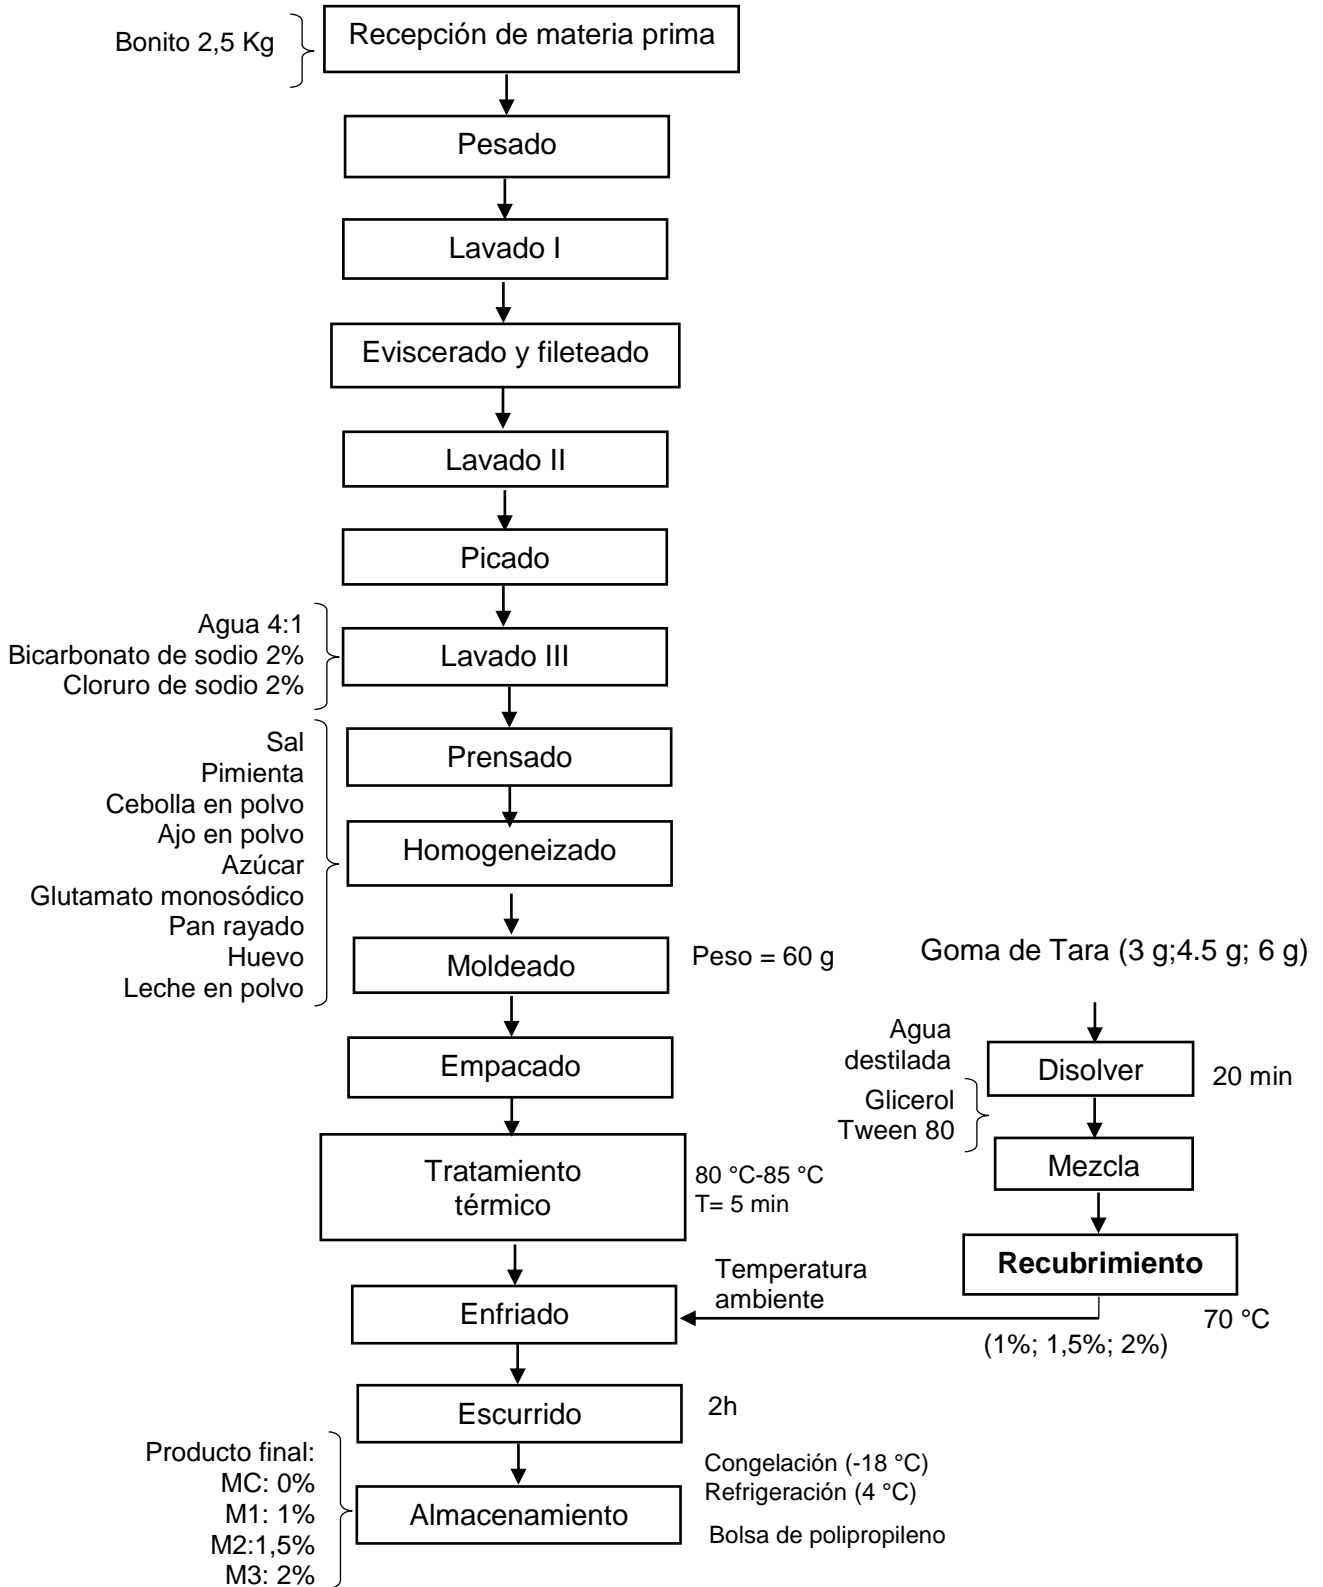 Bonito 2,5 Kg
Recepción de materia prima
Pesado
Lavado I
Eviscerado y fileteado
Lavado II
Picado
Agua 4:1
Bicarbonato de sodio 2%
Cloruro de sodio 2%
Lavado III
Prensado
Sal
Pimienta
Cebolla en polvo
Ajo en polvo
Azúcar
Glutamato monosódico
Pan rayado
Huevo
Leche en polvo
Homogeneizado
Moldeado
Peso = 60 g
Empacado
Tratamiento
térmico
80 °C-85 °C
T= 5 min
Goma de Tara (3 g;4.5 g; 6 g)
Agua
destilada
Disolver
20 min
Glicerol
Tween 80
Mezcla
Recubrimiento
70 °C
(1%; 1,5%; 2%)
Temperatura
ambiente
Enfriado
Escurrido
2h
Producto final:
MC: 0%
M1: 1%
M2:1,5%
M3: 2%
Almacenamiento
Congelación (-18 °C)
Refrigeración (4 °C)
Bolsa de polipropileno